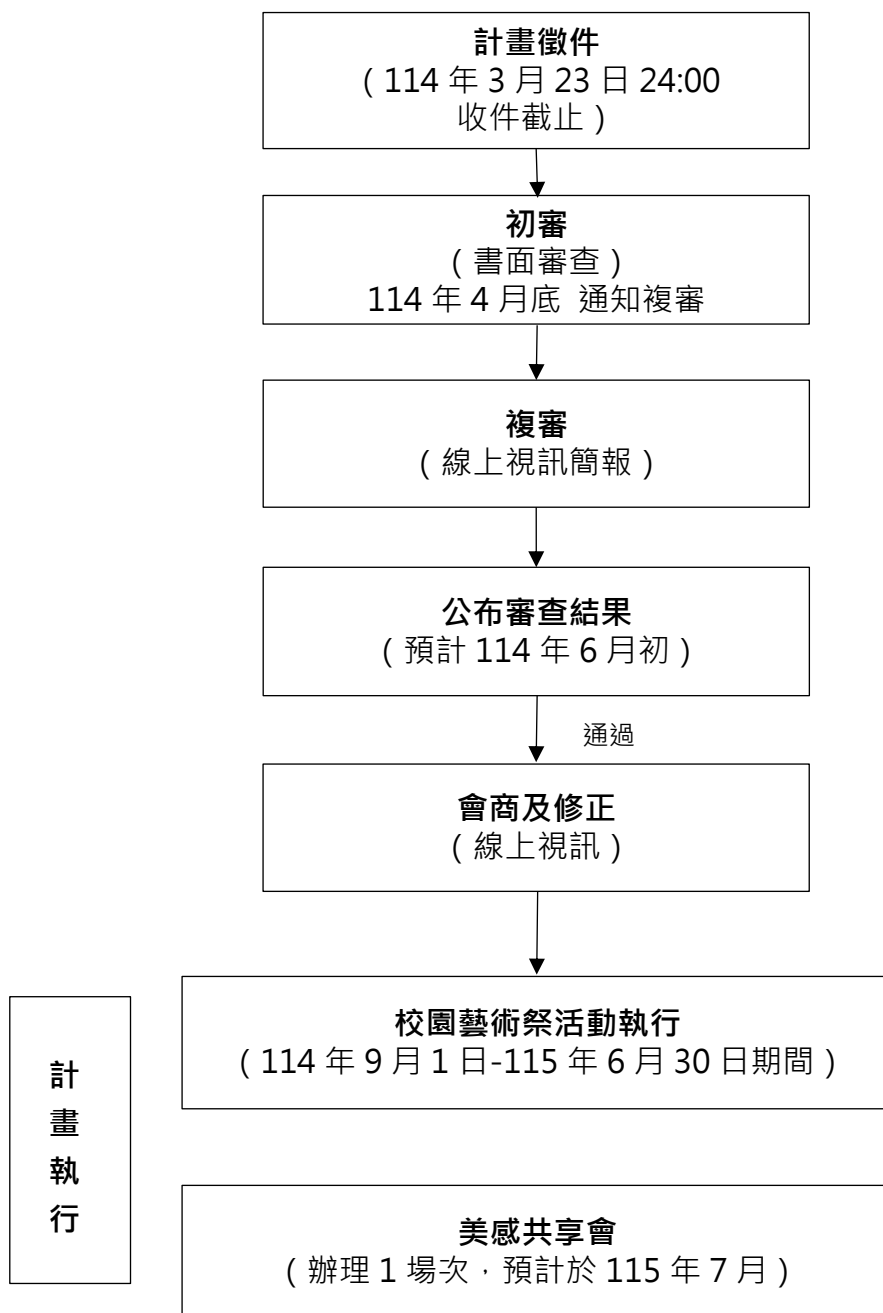 計畫徵件
（114 年 3 月 23 日 24:00
收件截止）
初審
（書面審查）
114 年 4 月底 通知複審
複審
（線上視訊簡報）
公布審查結果
（預計 114 年 6 月初）
通過
會商及修正
（線上視訊）
計
畫
執
行
校園藝術祭活動執行
（114 年 9 月 1 日-115 年 6 月 30 日期間）
美感共享會
（辦理 1 場次，預計於 115 年 7 月）